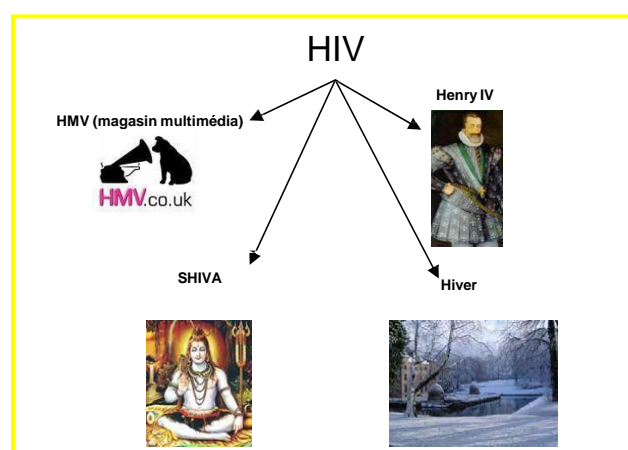 HIV
Henry IV
HMV (magasin multimédia)
HMV.co.uk
SHIVA
Hiver